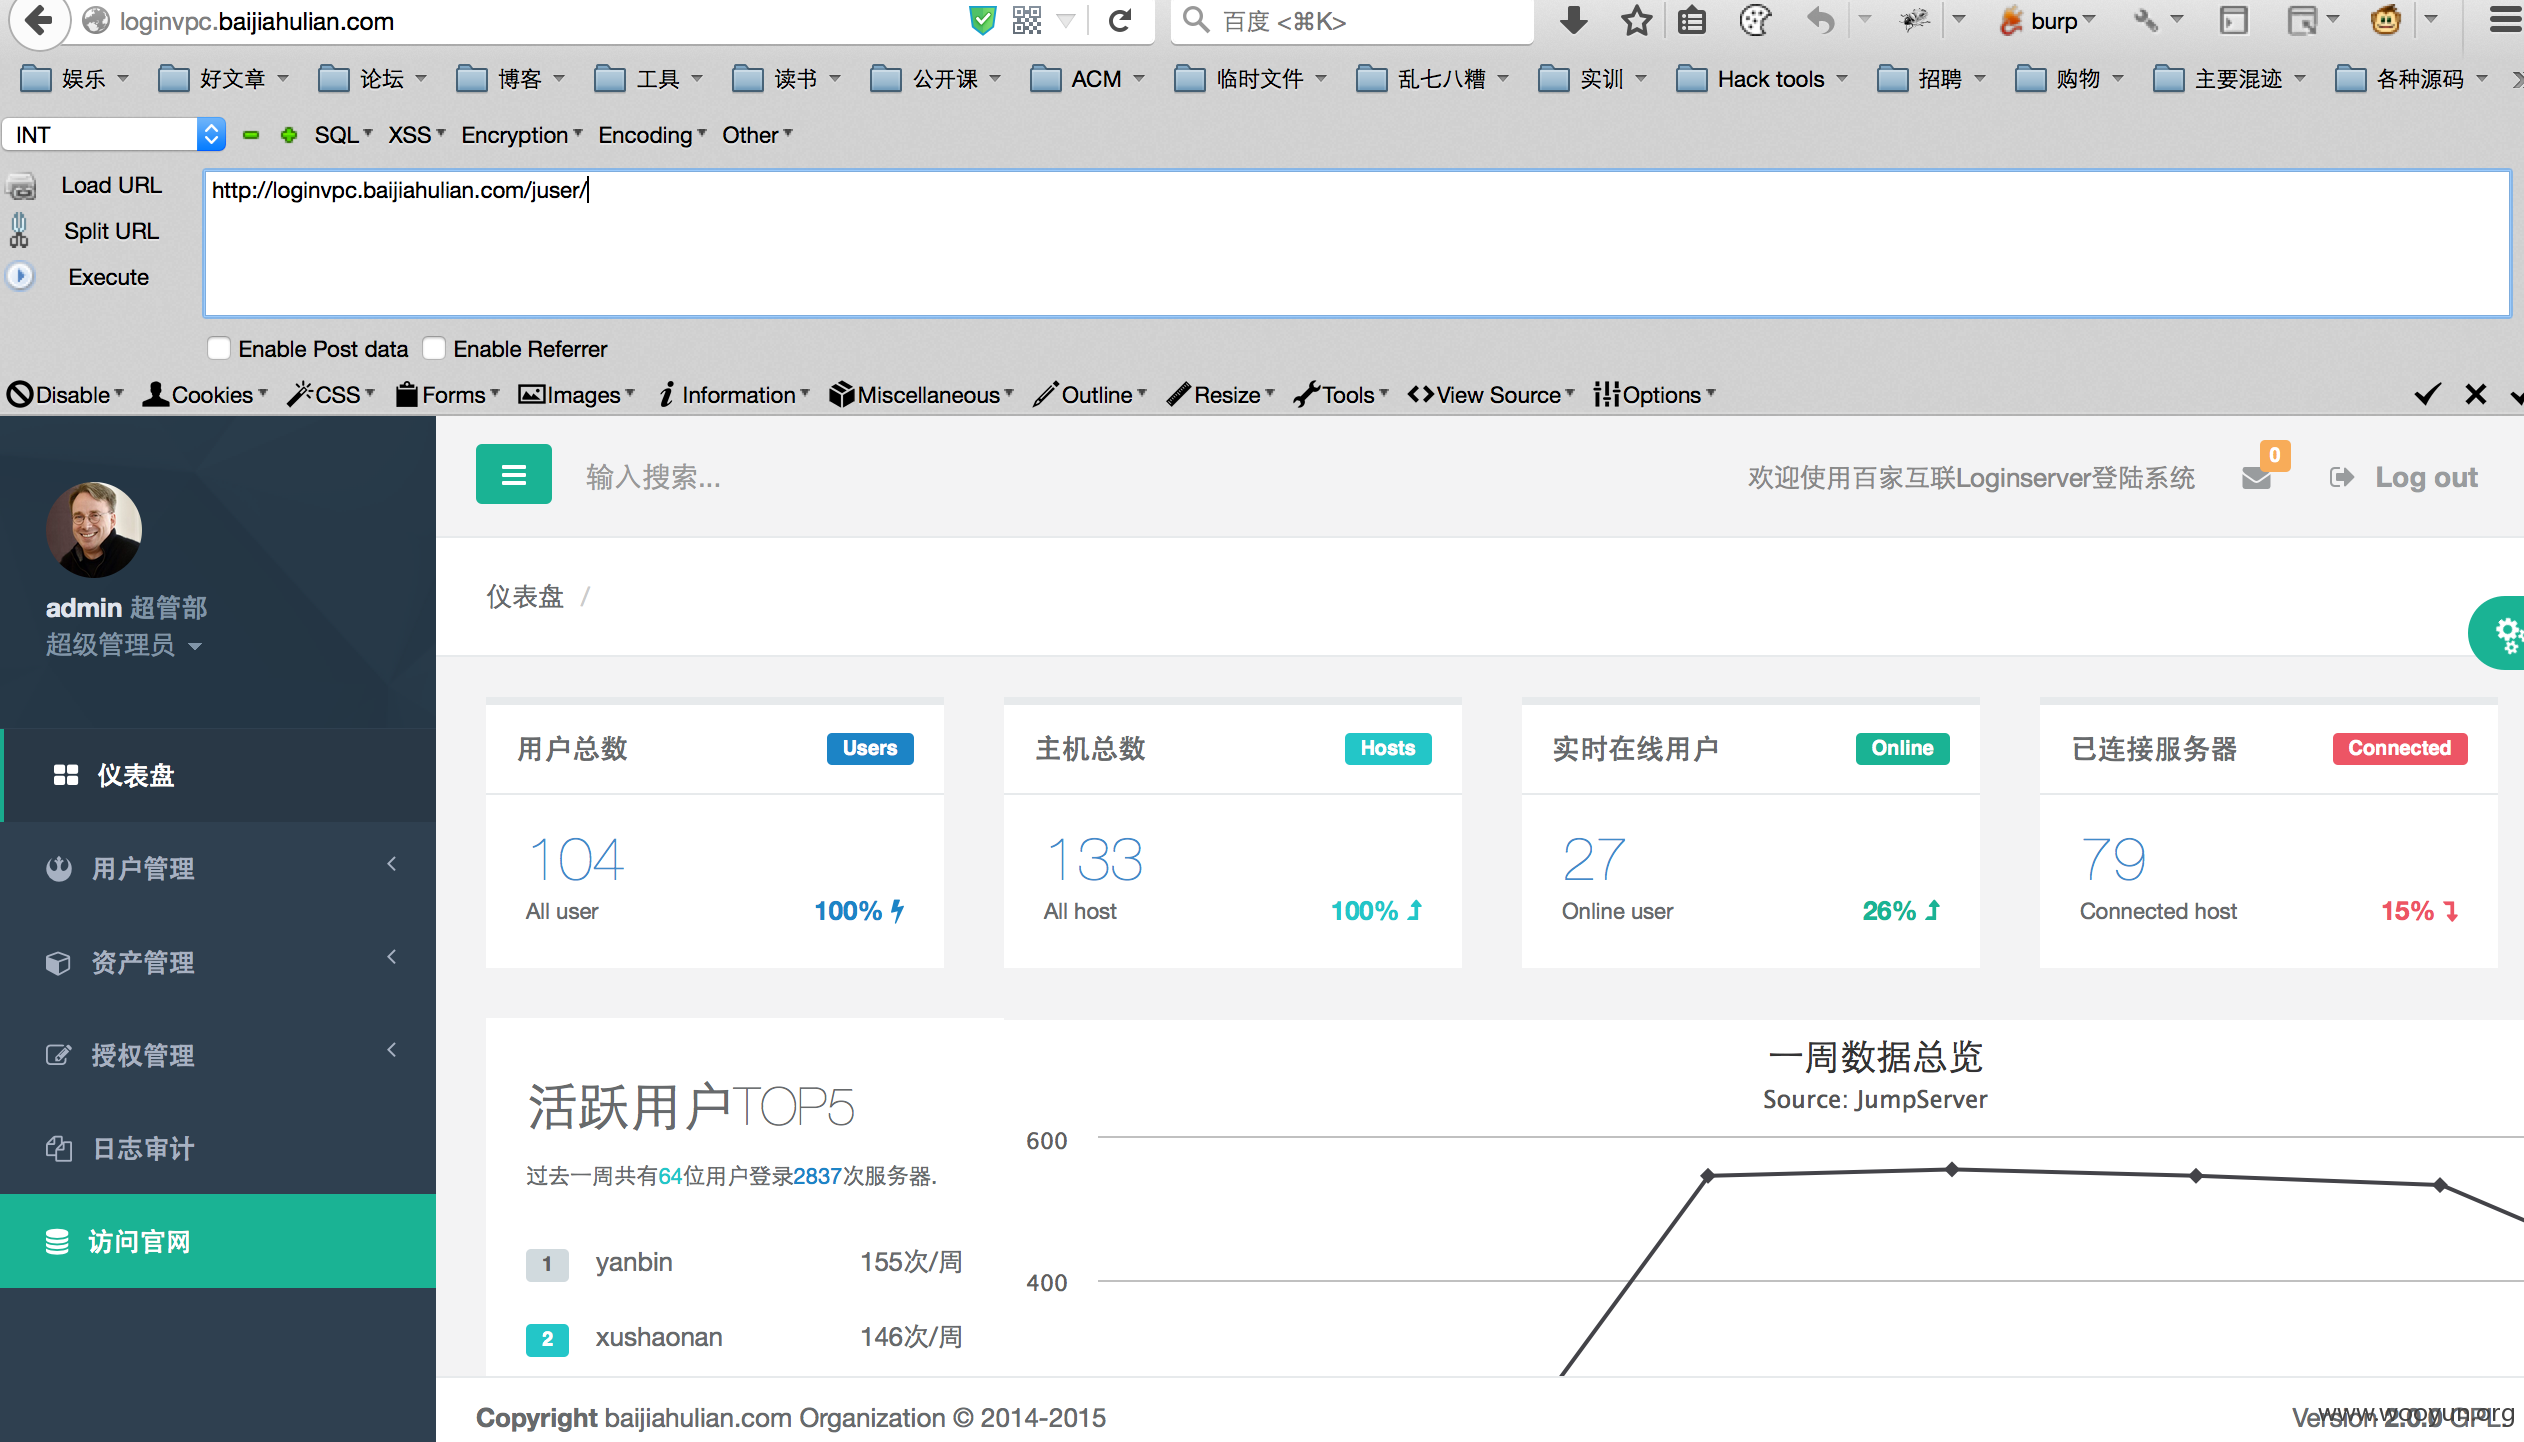 loginvpc.baijiahulian.com 百度 <⌘K> burp
娱乐 好文章 论坛 博客 工具 读书 公开课 ACM 临时文件 乱七八糟 实训 Hack tools 招聘 购物 主要混迹 各种源码
INT SQL XSS Encryption Encoding Other
Load URL http://loginvpc.baijiahulian.com/juser/
Split URL
Execute
Enable Post data Enable Referrer
Disable Cookies CSS Forms Images Information Miscellaneous Outline Resize Tools View Source Options
输入搜索... 欢迎使用百家互联Loginserver登陆系统 0 Log out
admin 超管部
超级管理员
仪表盘
用户管理
资产管理
授权管理
日志审计
访问官网
仪表盘 /
用户总数 Users
104
All user 100%
主机总数 Hosts
133
All host 100%
实时在线用户 Online
27
Online user 26%
已连接服务器 Connected
79
Connected host 15%
活跃用户TOP5
过去一周共有64位用户登录2837次服务器.
1 yanbin 155次/周
2 xushaonan 146次/周
一周数据总览
Source: JumpServer
600
400
Copyright baijiahulian.com Organization © 2014-2015
Version 2.0.0 GPL.
www.wooyun.org